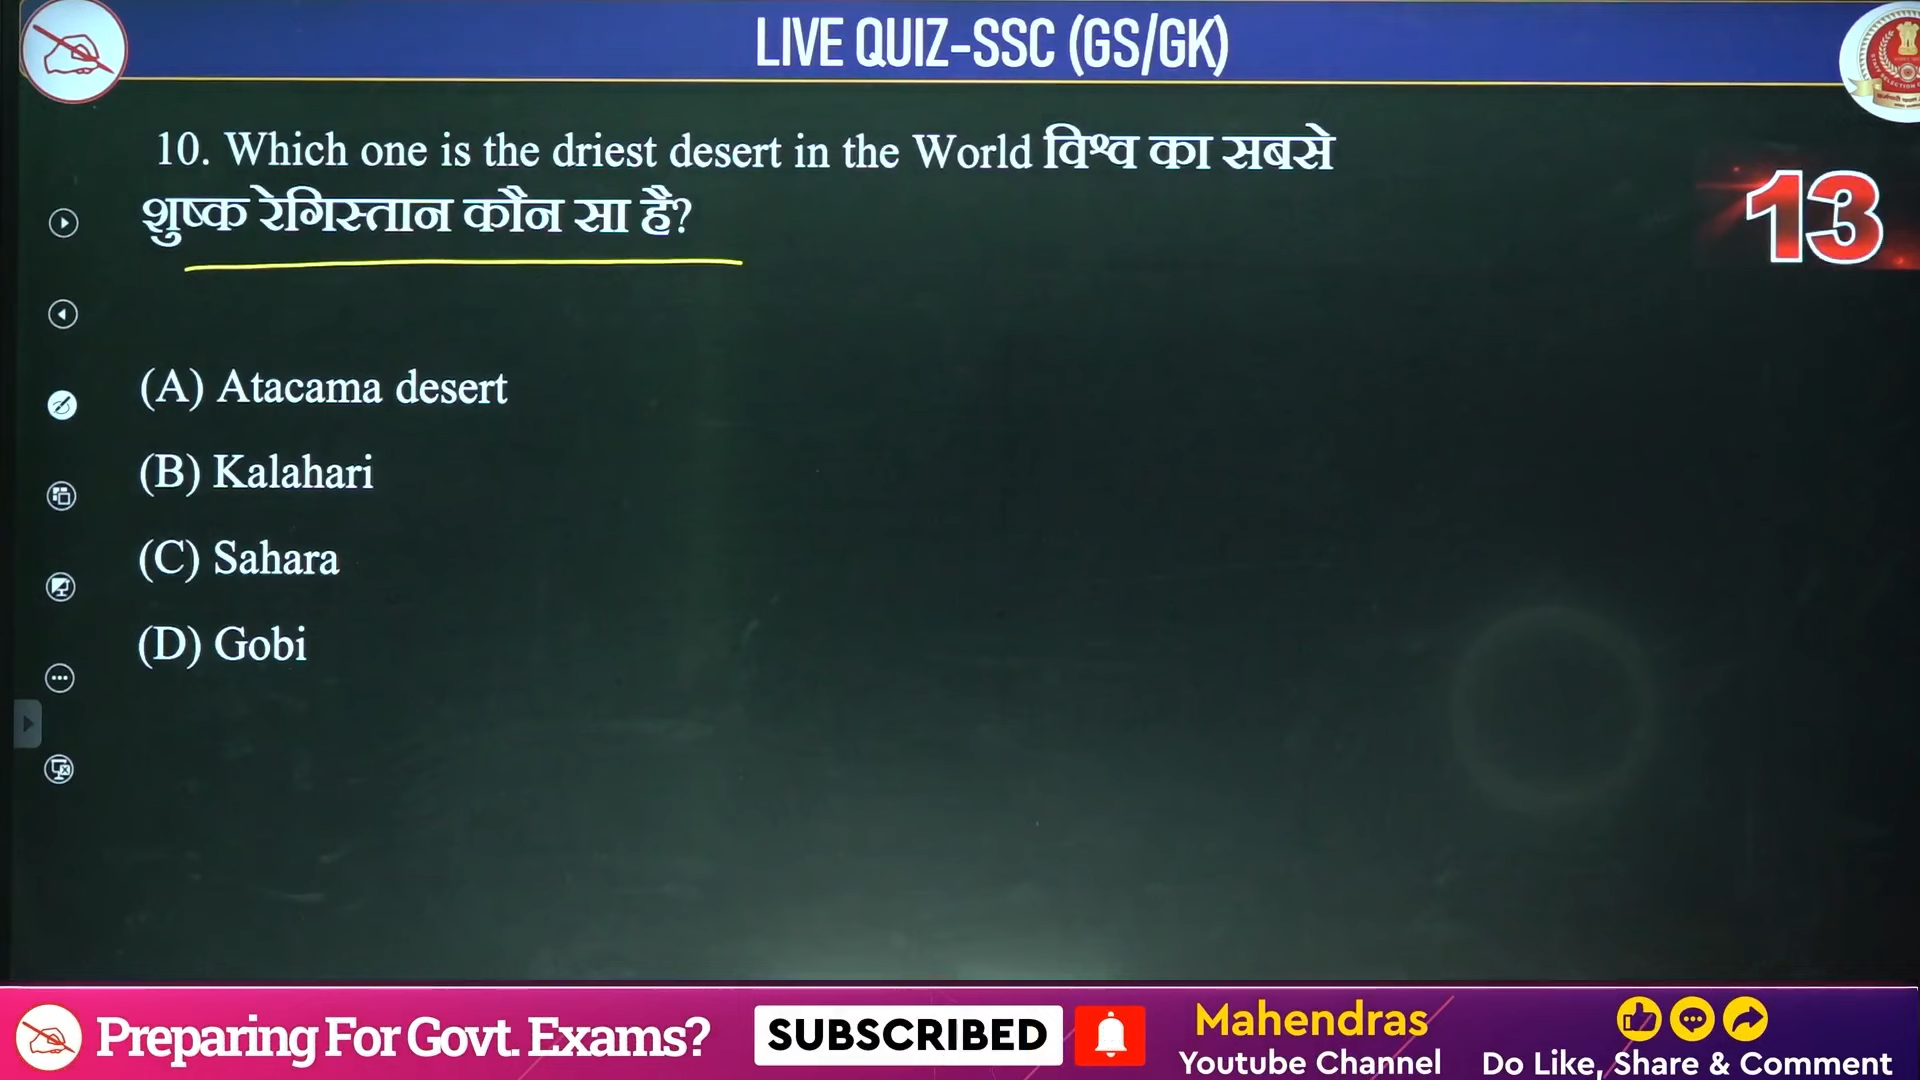 LIVE QUIZ-SSC (GS/GK)
10. Which one is the driest desert in the World विश्व का सबसे
शुष्क रेगिस्तान कौन सा है?
13
(A) Atacama desert
(B) Kalahari
(C) Sahara
(D) Gobi
Preparing For Govt. Exams?
SUBSCRIBED
Mahendras
Youtube Channel
Do Like, Share & Comment